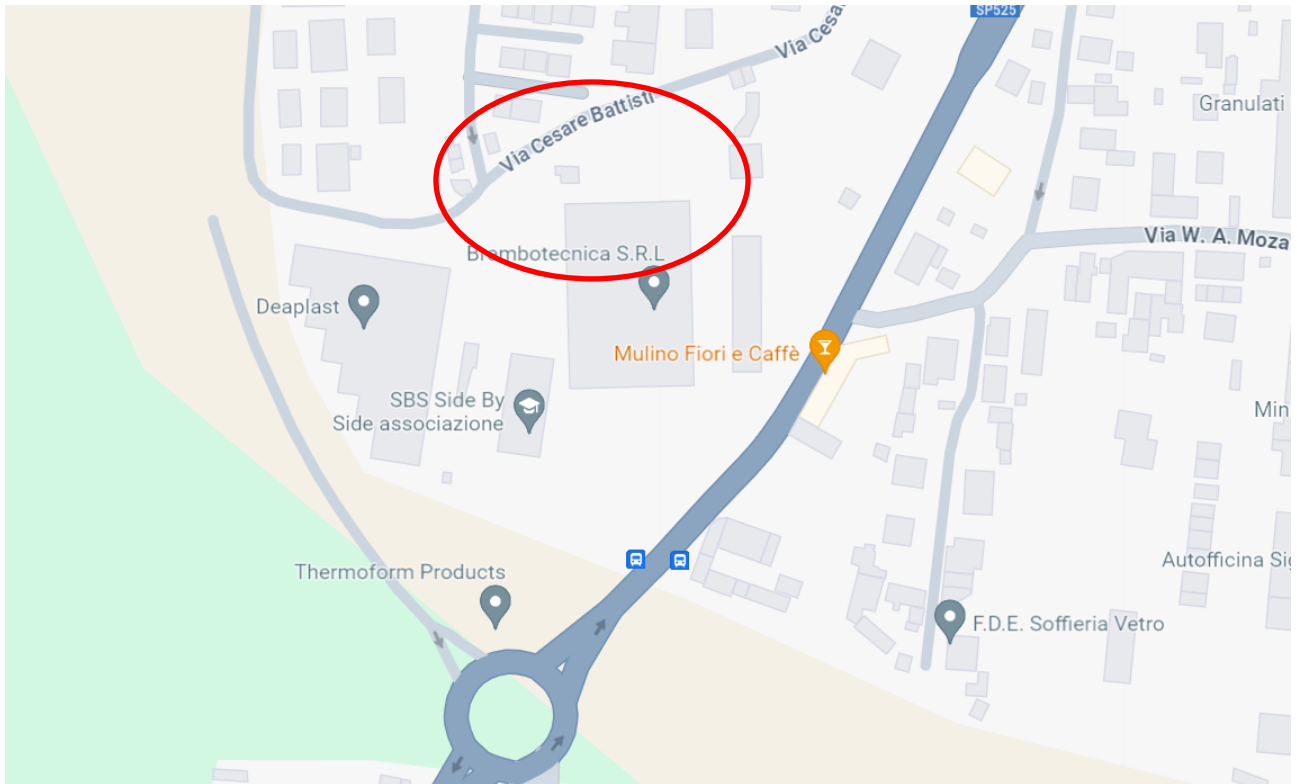 SP525
Via Cesa
Granulati
Via Cesare Battisti
Via W. A. Moza
Brembotecnica S.R.L
Deaplast
Mulino Fiori e Caffè
SBS Side By
Side associazione
Min
Autofficina Sig
Thermoform Products
F.D.E. Soffieria Vetro